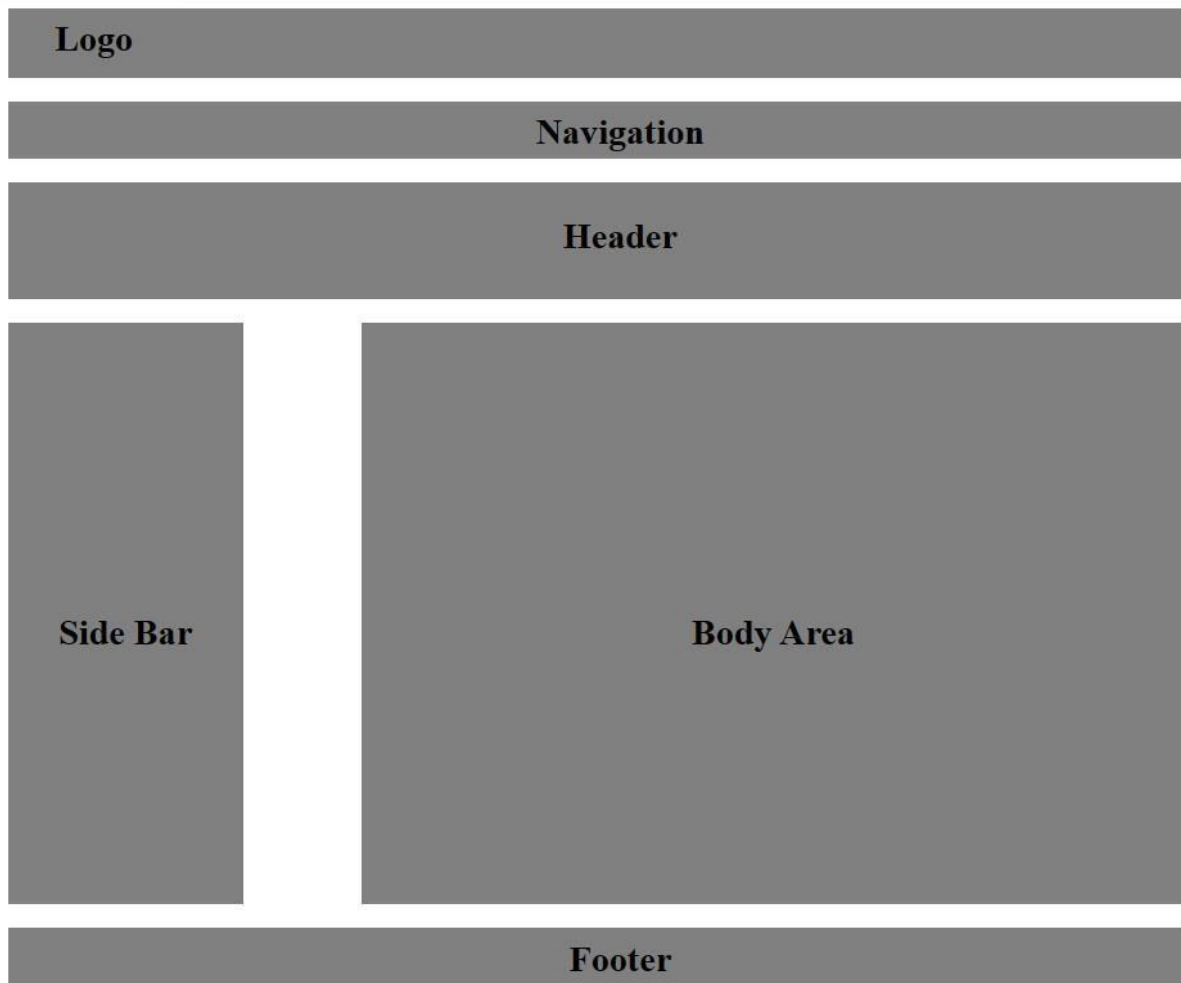 Logo
Navigation
Header
Side Bar
Body Area
Footer